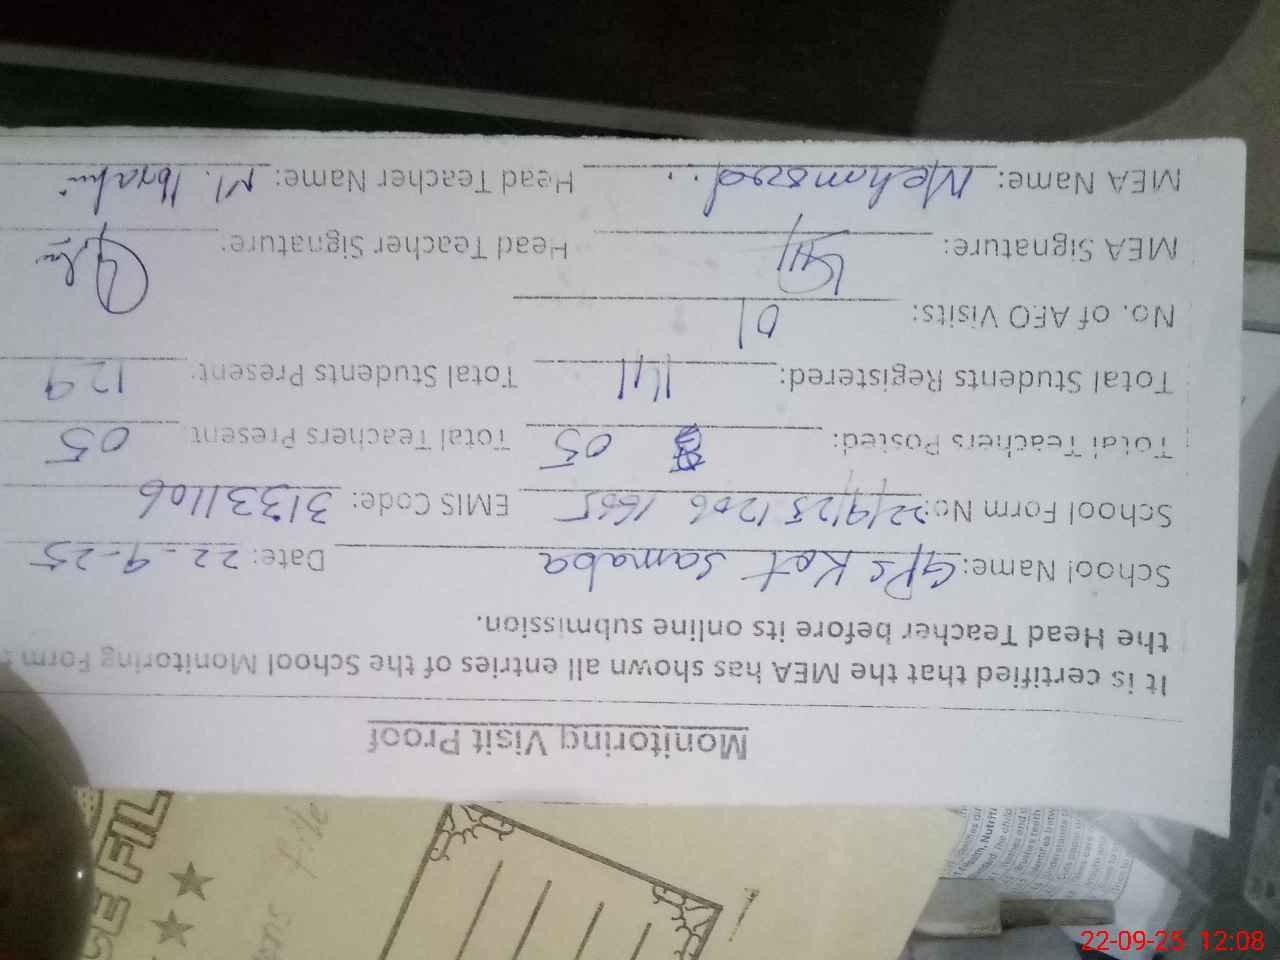 Monitoring Visit Proof
It is certified that the MEA has shown all entries of the School Monitoring Form
the Head Teacher before its online submission.
School Name: GPS Kot Samaba Date: 22-9-25
School Form No: 22/9/25 1206 1665 EMIS Code: 31331106
Total Teachers Posted: 05 Total Teachers Present 05
Total Students Registered: 141 Total Students Present: 129
No. of AEO Visits: 01
MEA Signature: Head Teacher Signature:
MEA Name: Mehmood Head Teacher Name: M. Ibrahi
FIL
22-09-25 12:08